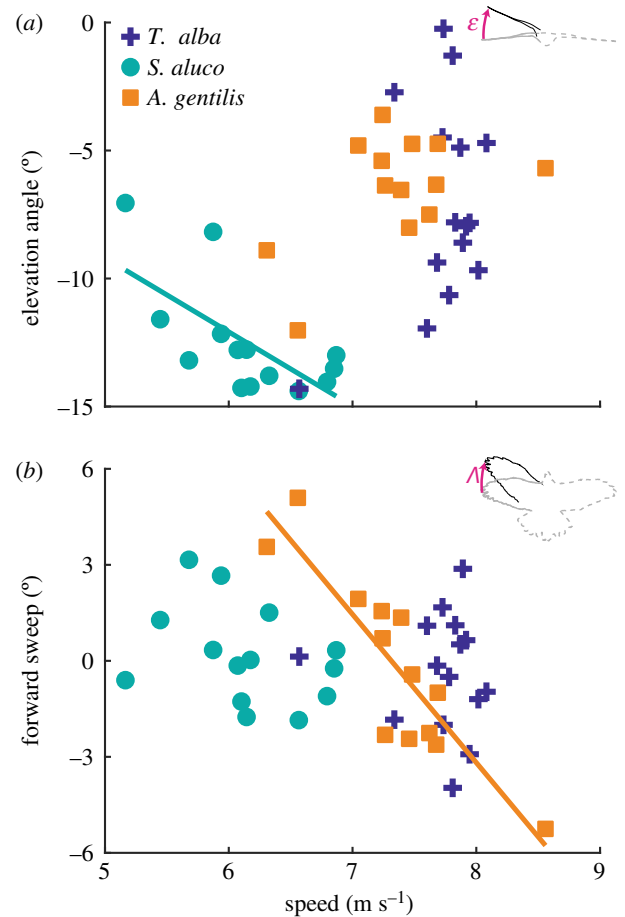 (a)
0
–5
–10
–15
elevation angle (°)
T. alba
S. aluco
A. gentilis
ε
(b)
6
3
0
–3
–6
forward sweep (°)
Λ
5 6 7 8 9
speed (m s⁻¹)